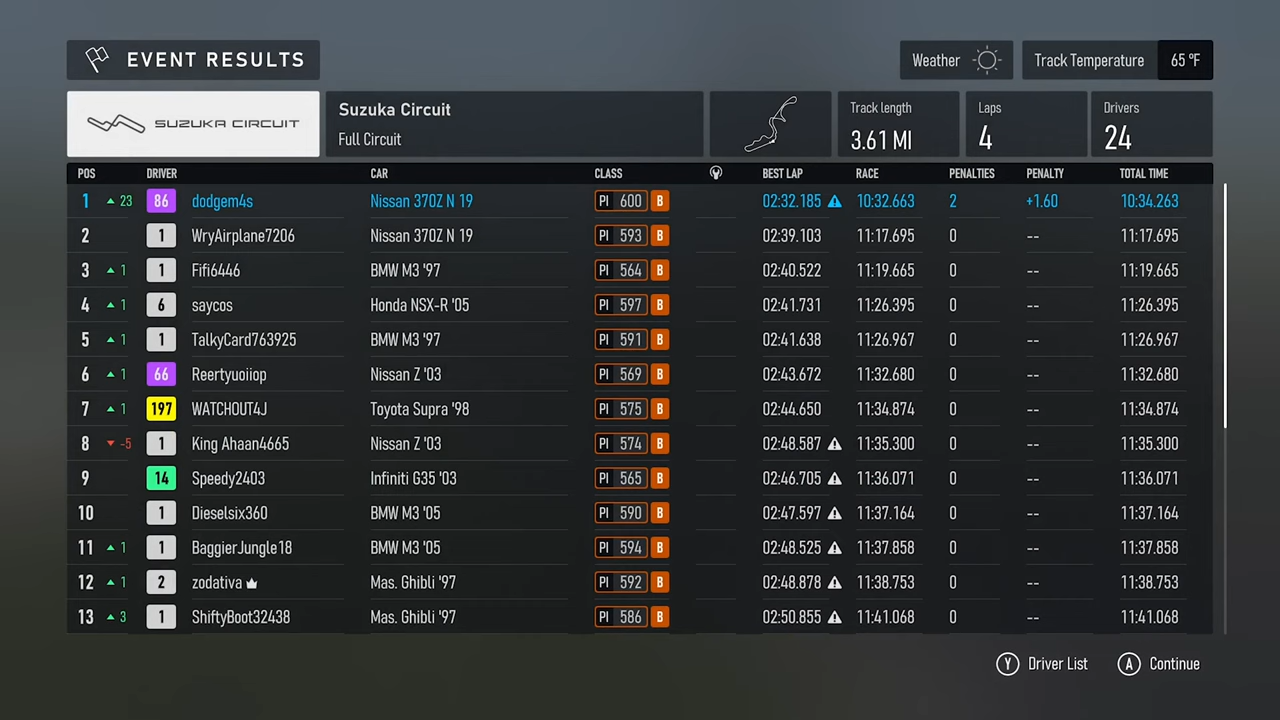 EVENT RESULTS
Weather
Track Temperature 65 °F
SUZUKA CIRCUIT
Suzuka Circuit
Full Circuit
Track length
3.61 MI
Laps
4
Drivers
24
POS DRIVER CAR CLASS BEST LAP RACE PENALTIES PENALTY TOTAL TIME
1 23 86 dodgem4s Nissan 370Z N 19 PI 600 B 02:32.185 10:32.663 2 +1.60 10:34.263
2 1 WryAirplane7206 Nissan 370Z N 19 PI 593 B 02:39.103 11:17.695 0 -- 11:17.695
3 1 1 Fifi6446 BMW M3 '97 PI 564 B 02:40.522 11:19.665 0 -- 11:19.665
4 1 6 saycos Honda NSX-R '05 PI 597 B 02:41.731 11:26.395 0 -- 11:26.395
5 1 1 TalkyCard763925 BMW M3 '97 PI 591 B 02:41.638 11:26.967 0 -- 11:26.967
6 1 66 Reertyuoiiop Nissan Z '03 PI 569 B 02:43.672 11:32.680 0 -- 11:32.680
7 1 197 WATCHOUT4J Toyota Supra '98 PI 575 B 02:44.650 11:34.874 0 -- 11:34.874
8 -5 1 King Ahaan4665 Nissan Z '03 PI 574 B 02:48.587 11:35.300 0 -- 11:35.300
9 14 Speedy2403 Infiniti G35 '03 PI 565 B 02:46.705 11:36.071 0 -- 11:36.071
10 1 Dieselsix360 BMW M3 '05 PI 590 B 02:47.597 11:37.164 0 -- 11:37.164
11 1 1 BaggierJungle18 BMW M3 '05 PI 594 B 02:48.525 11:37.858 0 -- 11:37.858
12 1 2 zodativa Mas. Ghibli '97 PI 592 B 02:48.878 11:38.753 0 -- 11:38.753
13 3 1 ShiftyBoot32438 Mas. Ghibli '97 PI 586 B 02:50.855 11:41.068 0 -- 11:41.068
Y Driver List A Continue